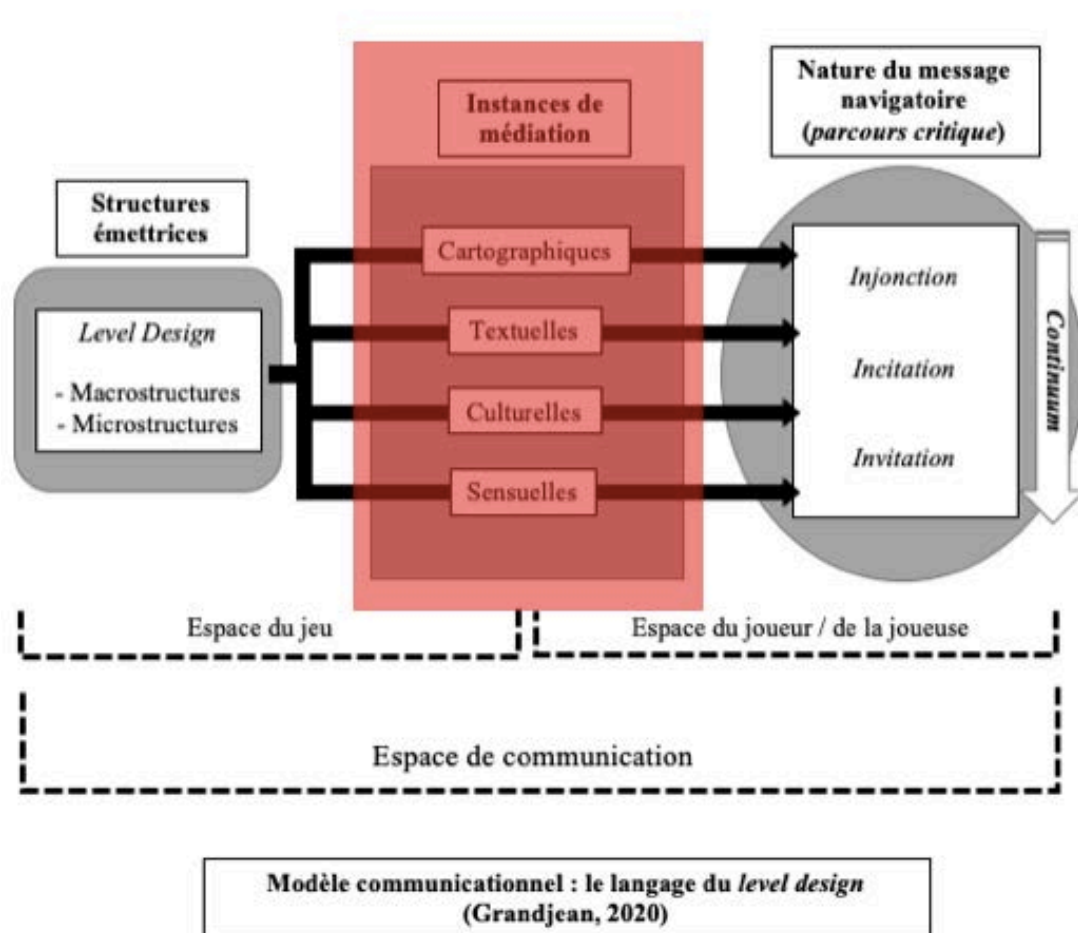 Structures
émettrices
Level Design
- Macrostructures
- Microstructures
Instances de
médiation
Cartographiques
Textuelles
Culturelles
Sensuelles
Nature du message
navigatoire
(parcours critique)
Injonction
Incitation
Invitation
Continuum
Espace du jeu
Espace du joueur / de la joueuse
Espace de communication
Modèle communicationnel : le langage du level design
(Grandjean, 2020)